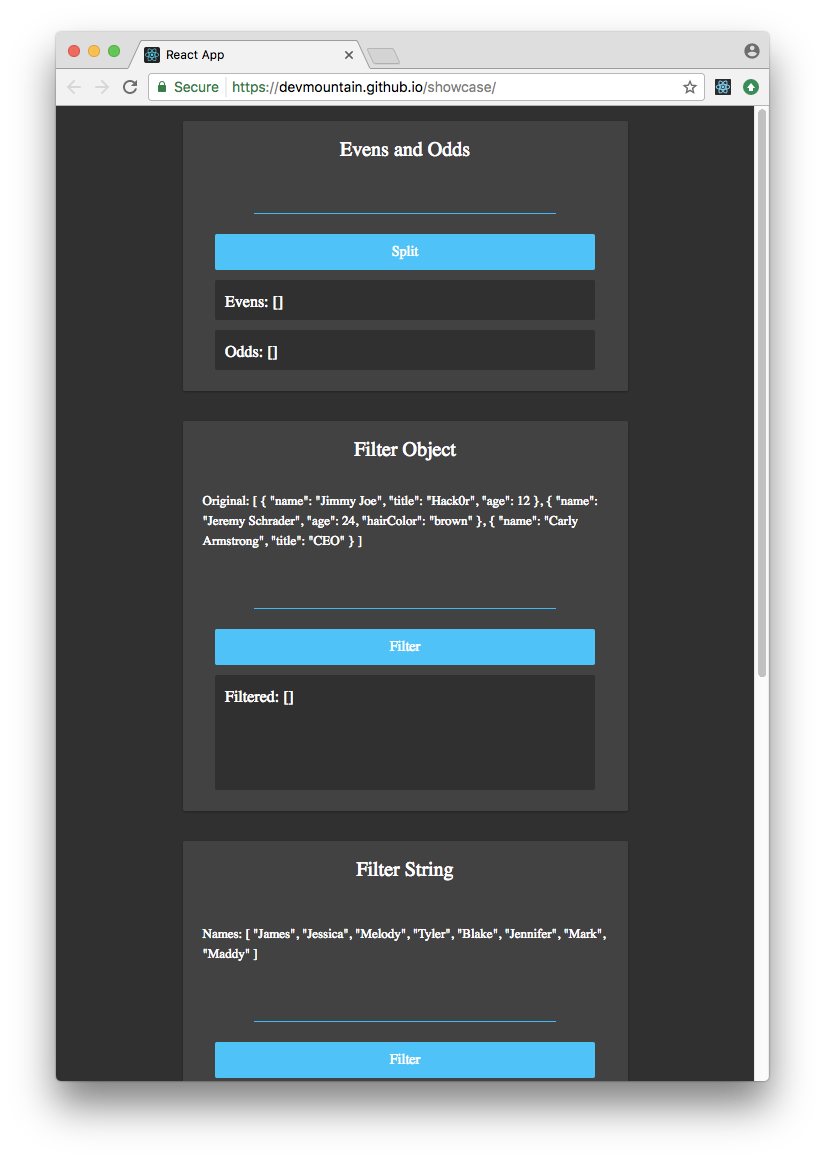 React App
Secure https://devmountain.github.io/showcase/
Evens and Odds
Split
Evens: []
Odds: []
Filter Object
Original: [ { "name": "Jimmy Joe", "title": "Hack0r", "age": 12 }, { "name":
"Jeremy Schrader", "age": 24, "hairColor": "brown" }, { "name": "Carly
Armstrong", "title": "CEO" } ]
Filter
Filtered: []
Filter String
Names: [ "James", "Jessica", "Melody", "Tyler", "Blake", "Jennifer", "Mark",
"Maddy" ]
Filter